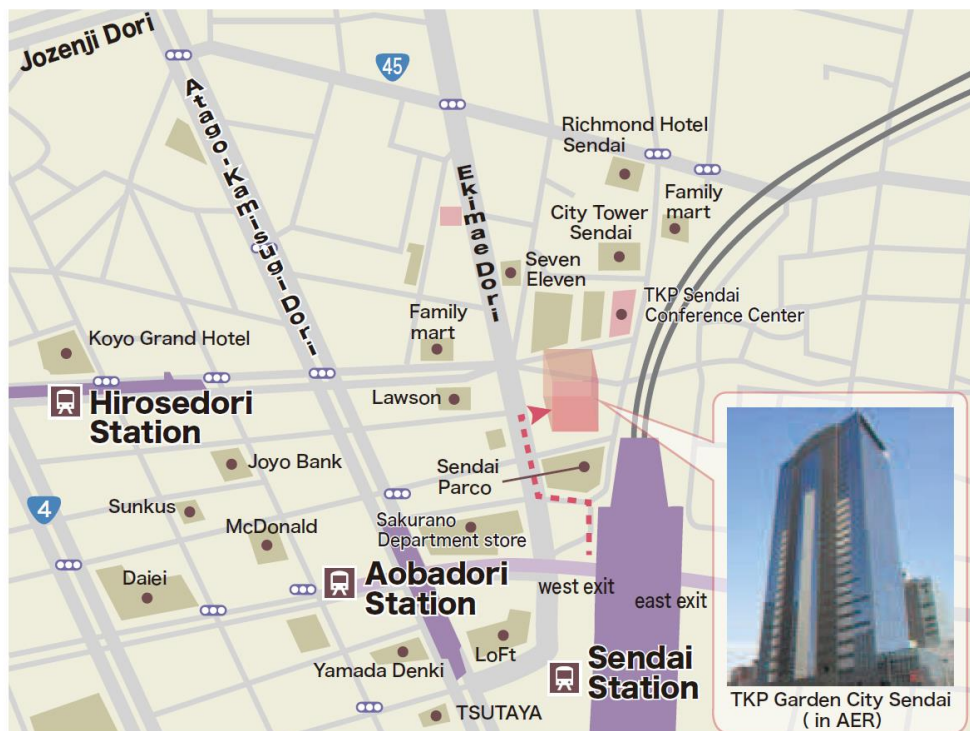 Jozenji Dori
45
Atago-Kamisugi Dori
Ekimae Dori
Richmond Hotel
Sendai
Family
mart
City Tower
Sendai
Seven
Eleven
TKP Sendai
Conference Center
Family
mart
Koyo Grand Hotel
Hirosedori
Station
Lawson
Joyo Bank
Sendai
Parco
4
Sunkus
McDonald
Sakurano
Department store
Daiei
Aobadori
Station
west exit
east exit
Yamada Denki
LoFt
Sendai
Station
TSUTAYA
TKP Garden City Sendai
( in AER)